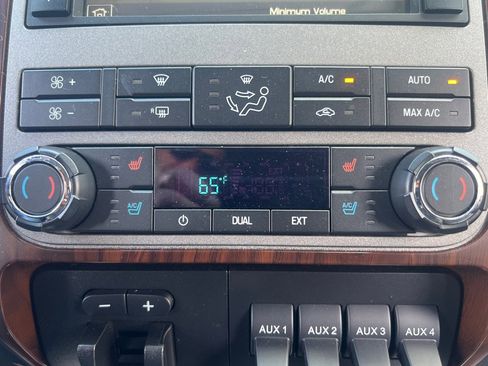 Minimum Volume
+ A/C AUTO
− R MAX A/C
65°F
A/C A/C
DUAL EXT
− +
AUX 1 AUX 2 AUX 3 AUX 4